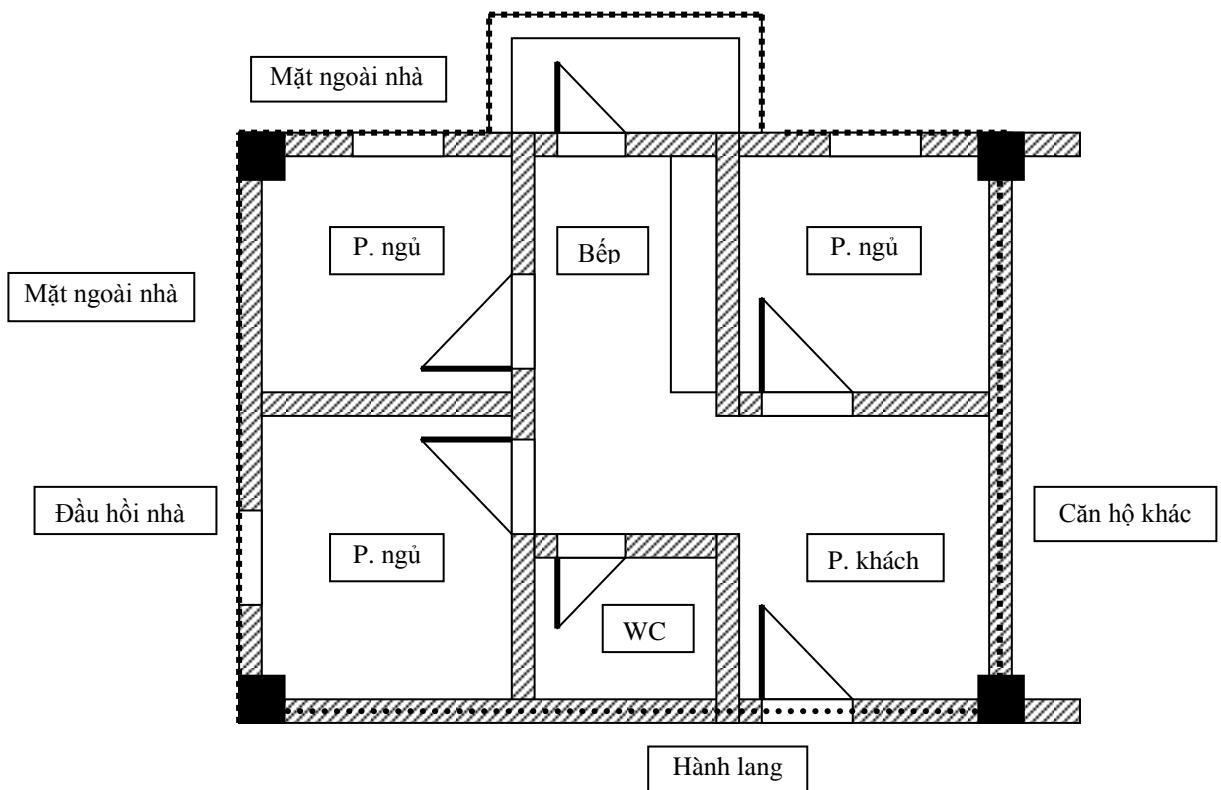 Mặt ngoài nhà
P. ngủ
Bếp
P. ngủ
Mặt ngoài nhà
Đầu hồi nhà
Căn hộ khác
P. ngủ
P. khách
WC
Hành lang